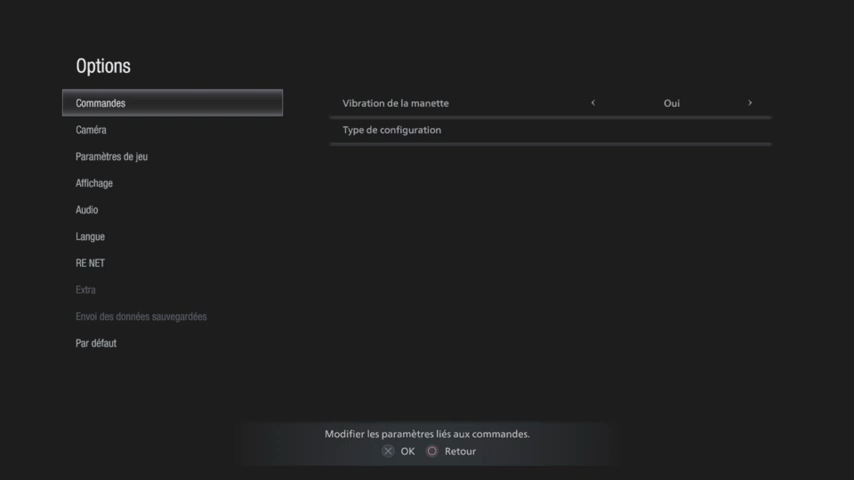 Options
Commandes
Vibration de la manette < Oui >
Caméra
Type de configuration
Paramètres de jeu
Affichage
Audio
Langue
RE NET
Extra
Envoi des données sauvegardées
Par défaut
Modifier les paramètres liés aux commandes.
OK Retour